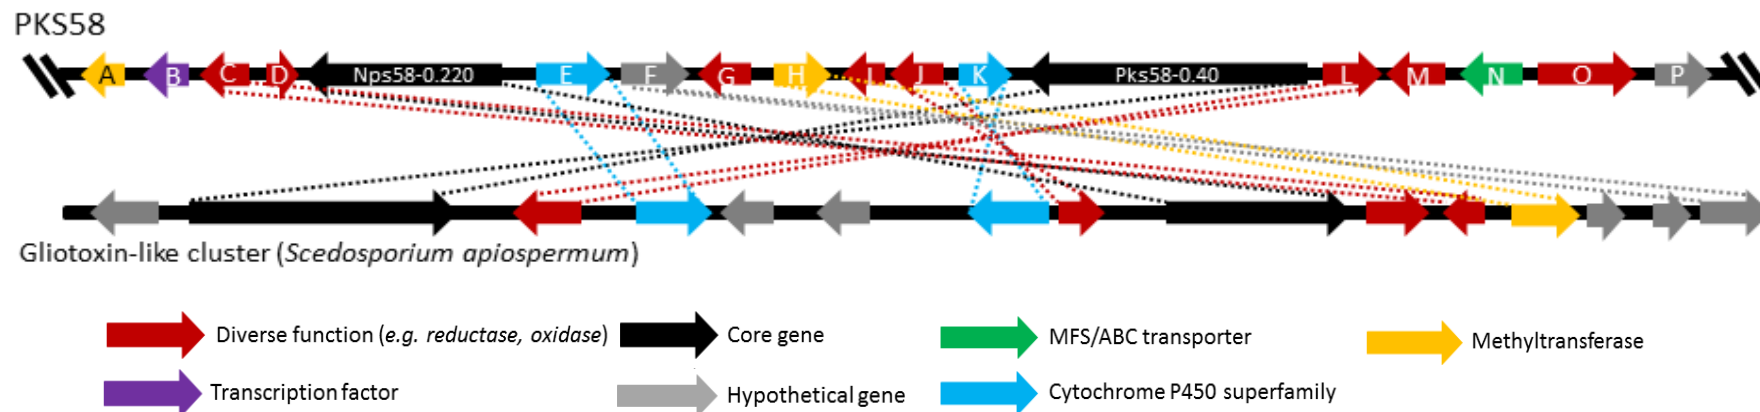 PKS58
A B C D Nps58-0.220 E F G H I J K Pks58-0.40 L M N O P
Gliotoxin-like cluster (Scedosporium apiospermum)
Diverse function (e.g. reductase, oxidase) Core gene MFS/ABC transporter Methyltransferase
Transcription factor Hypothetical gene Cytochrome P450 superfamily